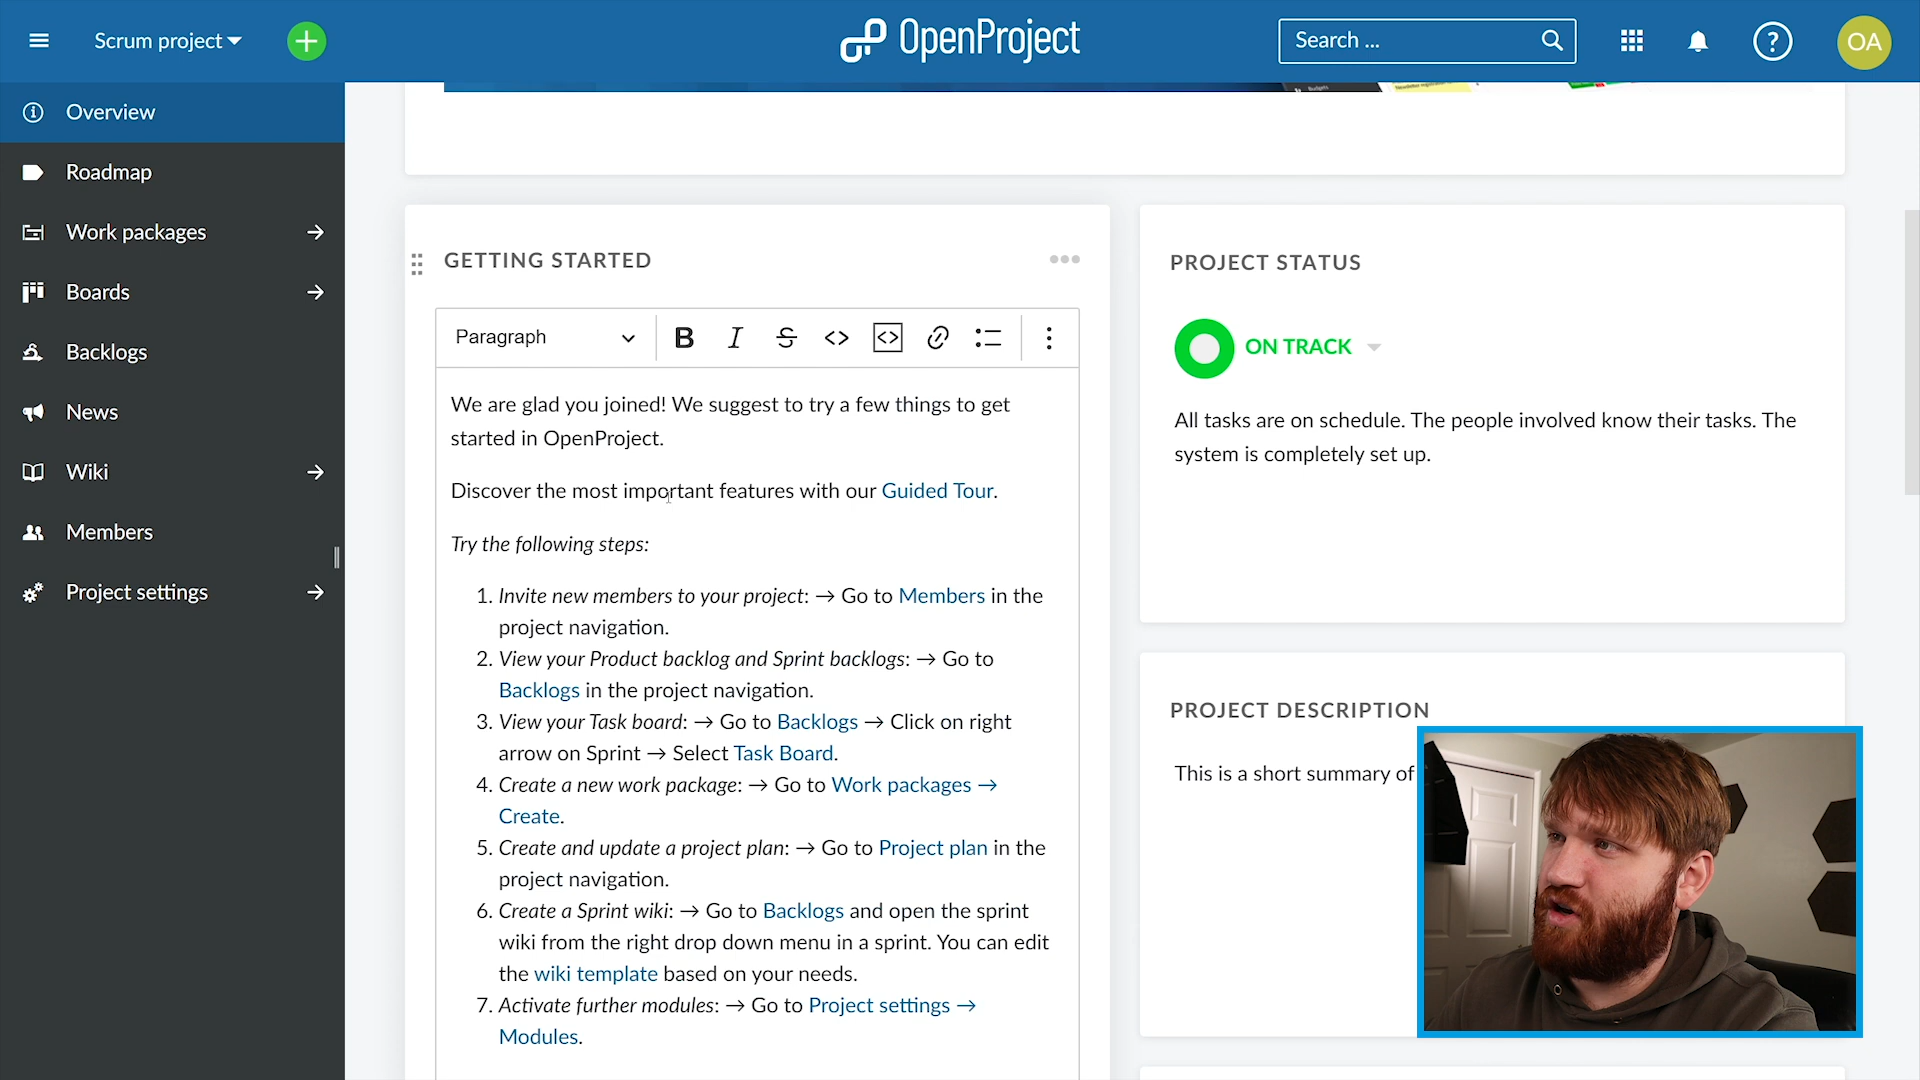 Scrum project
OpenProject
Search ...
OA
Overview
Roadmap
Work packages
Boards
Backlogs
News
Wiki
Members
Project settings
GETTING STARTED
Paragraph
We are glad you joined! We suggest to try a few things to get
started in OpenProject.
Discover the most important features with our Guided Tour.
Try the following steps:
1. Invite new members to your project: → Go to Members in the
project navigation.
2. View your Product backlog and Sprint backlogs: → Go to
Backlogs in the project navigation.
3. View your Task board: → Go to Backlogs → Click on right
arrow on Sprint → Select Task Board.
4. Create a new work package: → Go to Work packages →
Create.
5. Create and update a project plan: → Go to Project plan in the
project navigation.
6. Create a Sprint wiki: → Go to Backlogs and open the sprint
wiki from the right drop down menu in a sprint. You can edit
the wiki template based on your needs.
7. Activate further modules: → Go to Project settings →
Modules.
PROJECT STATUS
ON TRACK
All tasks are on schedule. The people involved know their tasks. The
system is completely set up.
PROJECT DESCRIPTION
This is a short summary of